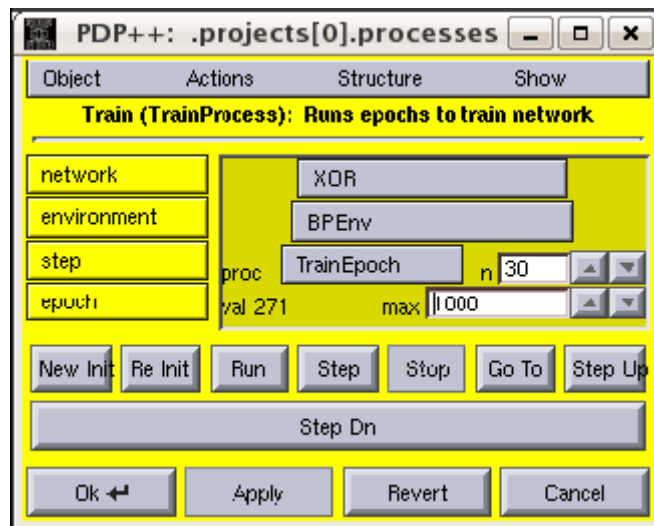 PDP++: .projects[0].processes
Object Actions Structure Show
Train (TrainProcess): Runs epochs to train network
network XOR
environment BPEnv
step proc TrainEpoch n 30
epoch val 271 max 1000
New Init Re Init Run Step Stop Go To Step Up
Step Dn
Ok Apply Revert Cancel